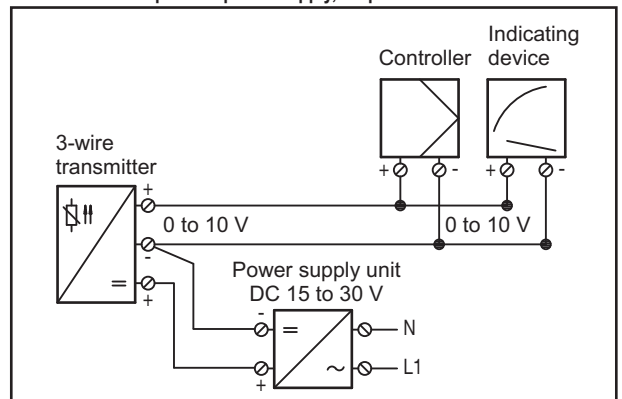 Indicating
device
Controller
3-wire
transmitter
+ - + -
+
0 to 10 V
0 to 10 V
-
=
+
Power supply unit
DC 15 to 30 V
-
=
N
+
~
L1